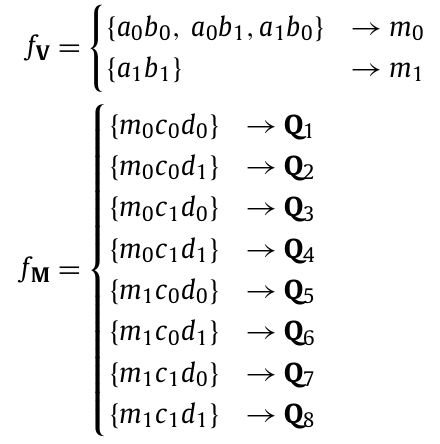 f_V = { {a₀b₀, a₀b₁, a₁b₀} → m₀
{a₁b₁} → m₁
f_M = { {m₀c₀d₀} → Q₁
{m₀c₀d₁} → Q₂
{m₀c₁d₀} → Q₃
{m₀c₁d₁} → Q₄
{m₁c₀d₀} → Q₅
{m₁c₀d₁} → Q₆
{m₁c₁d₀} → Q₇
{m₁c₁d₁} → Q₈